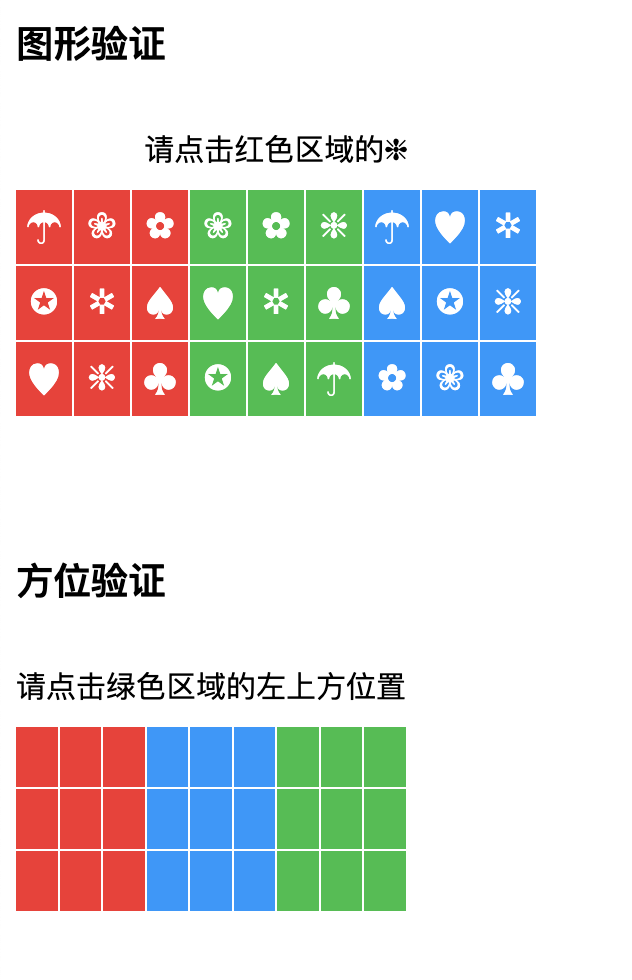 图形验证
请点击红色区域的❉
☂ ❀ ✿ ❀ ✿ ❉ ☂ ♥ ✲
✪ ✲ ♠ ♥ ✲ ♣ ♠ ✪ ❉
♥ ❉ ♣ ✪ ♠ ☂ ✿ ❀ ♣
方位验证
请点击绿色区域的左上方位置